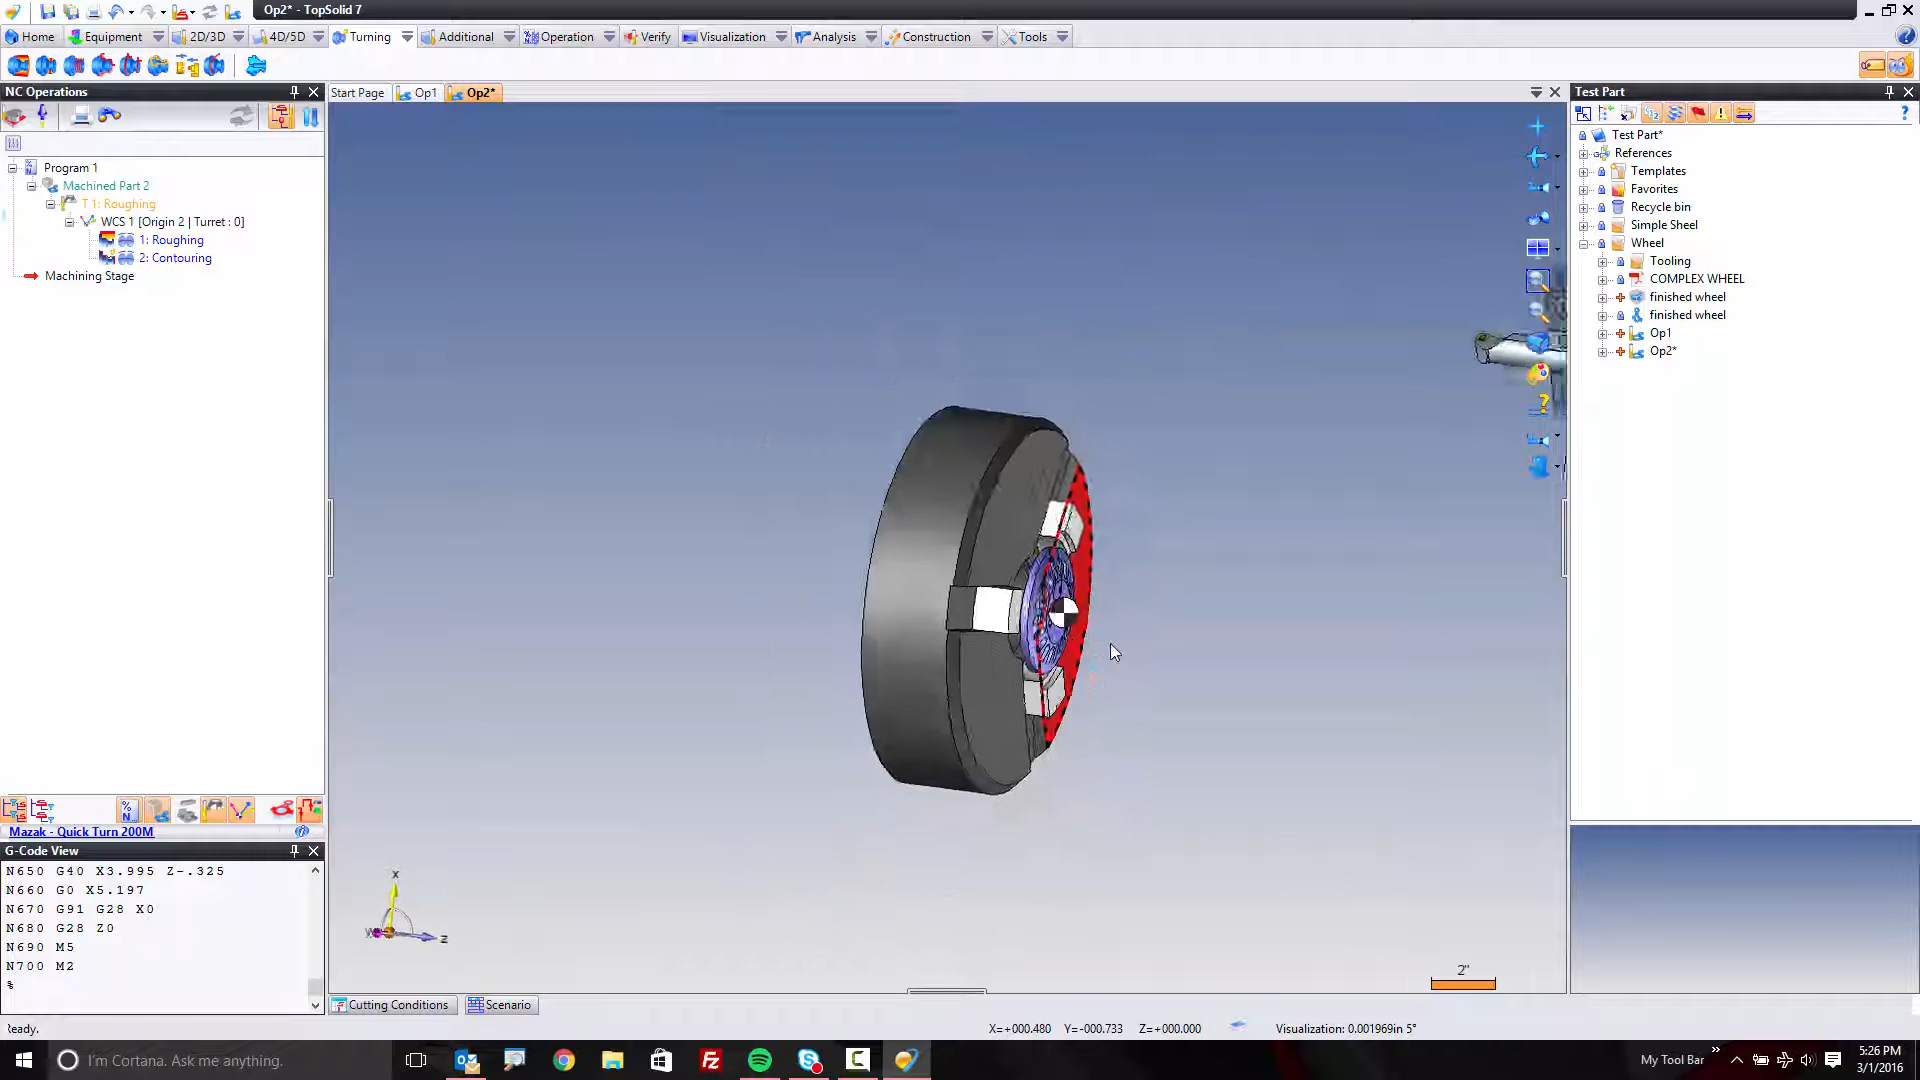 Op2* - TopSolid 7
Home
Equipment
2D/3D
4D/5D
Turning
Additional
Operation
Verify
Visualization
Analysis
Construction
Tools
NC Operations
Start Page
Op1
Op2*
Test Part
Program 1
Machined Part 2
T 1: Roughing
WCS 1 [Origin 2 | Turret : 0]
1: Roughing
2: Contouring
Machining Stage
Test Part*
References
Templates
Favorites
Recycle bin
Simple Sheel
Wheel
Tooling
COMPLEX WHEEL
finished wheel
finished wheel
Op1
Op2*
Mazak - Quick Turn 200M
G-Code View
N650 G40 X3.995 Z-.325
N660 G0 X5.197
N670 G91 G28 X0
N680 G28 Z0
N690 M5
N700 M2
%
x
z
2"
Cutting Conditions
Scenario
Ready.
X=+000.480 Y=-000.733 Z=+000.000
Visualization: 0.001969in 5°
I'm Cortana. Ask me anything.
My Tool Bar
5:26 PM
3/1/2016